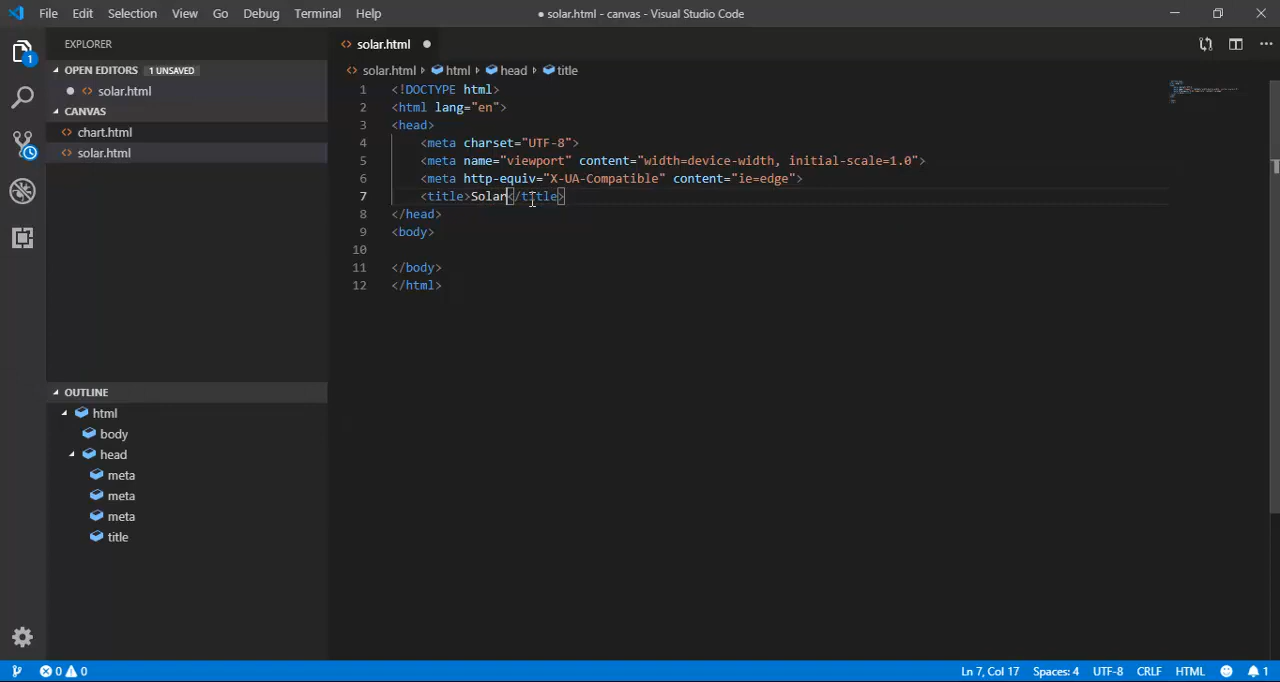 File Edit Selection View Go Debug Terminal Help
● solar.html - canvas - Visual Studio Code
EXPLORER
OPEN EDITORS 1 UNSAVED
solar.html
CANVAS
chart.html
solar.html
OUTLINE
html
body
head
meta
meta
meta
title
solar.html
solar.html html head title
1 <!DOCTYPE html>
2 <html lang="en">
3 <head>
4 <meta charset="UTF-8">
5 <meta name="viewport" content="width=device-width, initial-scale=1.0">
6 <meta http-equiv="X-UA-Compatible" content="ie=edge">
7 <title>Solar</title>
8 </head>
9 <body>
10
11 </body>
12 </html>
1
0 0 Ln 7, Col 17 Spaces: 4 UTF-8 CRLF HTML 1